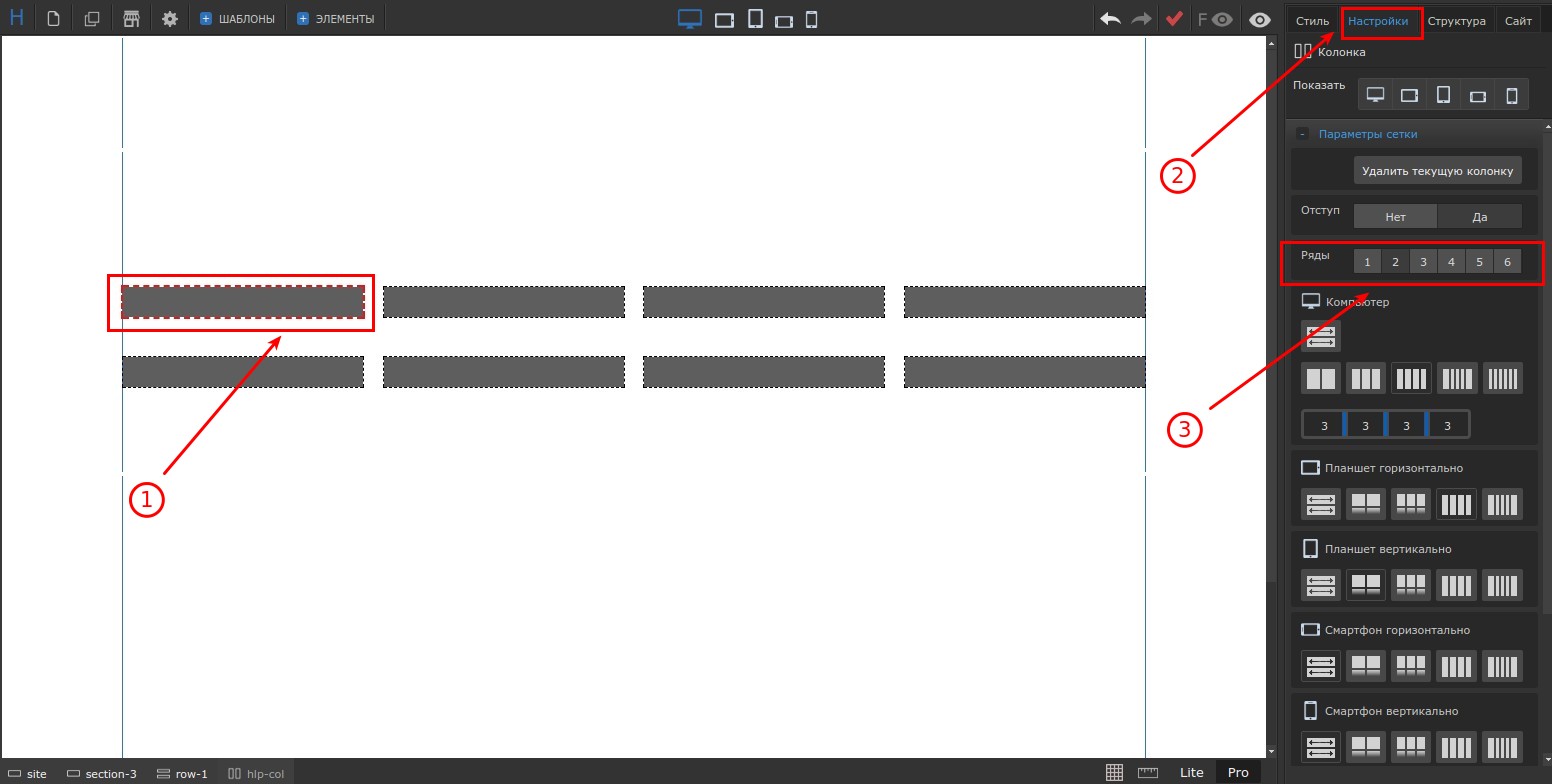 H ШАБЛОНЫ ЭЛЕМЕНТЫ F
Стиль Настройки Структура Сайт
Колонка
Показать
- Параметры сетки
Удалить текущую колонку
Отступ Нет Да
Ряды 1 2 3 4 5 6
Компьютер
3 3 3 3
Планшет горизонтально
Планшет вертикально
Смартфон горизонтально
Смартфон вертикально
1
2
3
site section-3 row-1 hlp-col Lite Pro